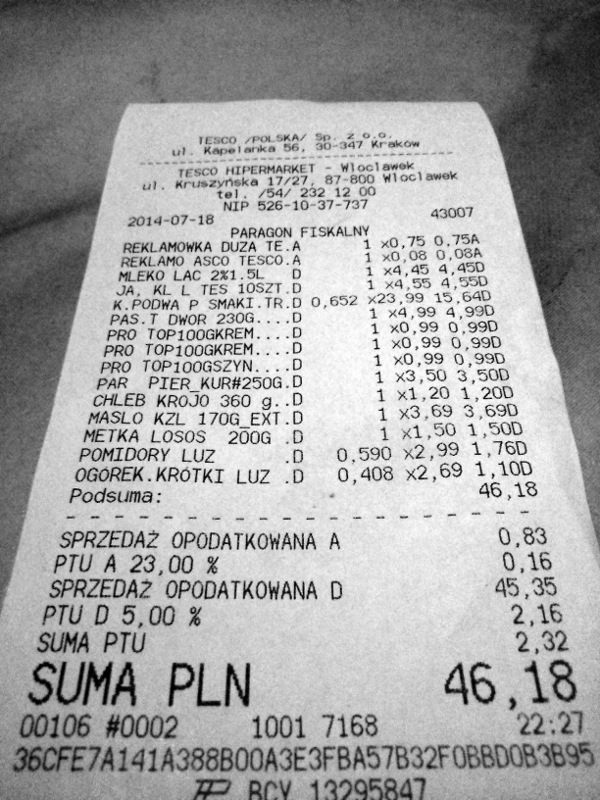 TESCO /POLSKA/ Sp. z o.o.
ul. Kapelanka 56, 30-347 Kraków
TESCO HIPERMARKET - Włocławek
ul. Kruszyńska 17/27, 87-800 Włocławek
tel. /54/ 232 12 00
NIP 526-10-37-737
2014-07-18 43007
PARAGON FISKALNY
REKLAMOWKA DUZA TE.A 1 x0,75 0,75A
REKLAMO ASCO TESCO.A 1 x0,08 0,08A
MLEKO LAC 2%1.5L D 1 x4,45 4,45D
JA, KL L TES 10SZT.D 1 x4,55 4,55D
K.PODWA P SMAKI.TR.D 0,652 x23,99 15,64D
PAS.T DWOR 230G....D 1 x4,99 4,99D
PRO TOP100GKREM....D 1 x0,99 0,99D
PRO TOP100GKREM....D 1 x0,99 0,99D
PRO TOP100GSZYN....D 1 x0,99 0,99D
PAR PIER_KUR#250G.D 1 x3,50 3,50D
CHLEB KROJO 360 g..D 1 x1,20 1,20D
MASLO KZL 170G_EXT.D 1 x3,69 3,69D
METKA LOSOS 200G .D 1 x1,50 1,50D
POMIDORY LUZ .D 0,590 x2,99 1,76D
OGÓREK.KRÓTKI LUZ .D 0,408 x2,69 1,10D
Podsuma: 46,18
SPRZEDAŻ OPODATKOWANA A 0,83
PTU A 23,00 % 0,16
SPRZEDAŻ OPODATKOWANA D 45,35
PTU D 5,00 % 2,16
SUMA PTU 2,32
SUMA PLN 46,18
00106 #0002 1001 7168 22:27
36CFE7A141A388B00A3E3FBA57B32F0BBD0B3B95
BCY 13295847